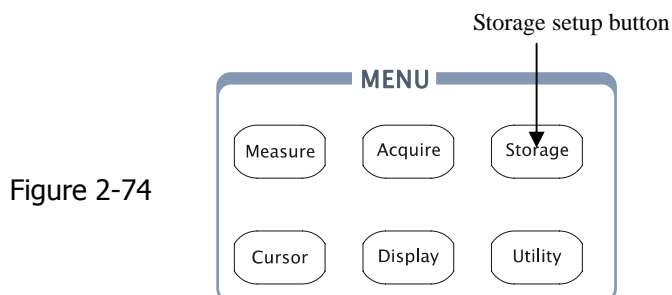 Storage setup button
MENU
Measure Acquire Storage
Figure 2-74
Cursor Display Utility